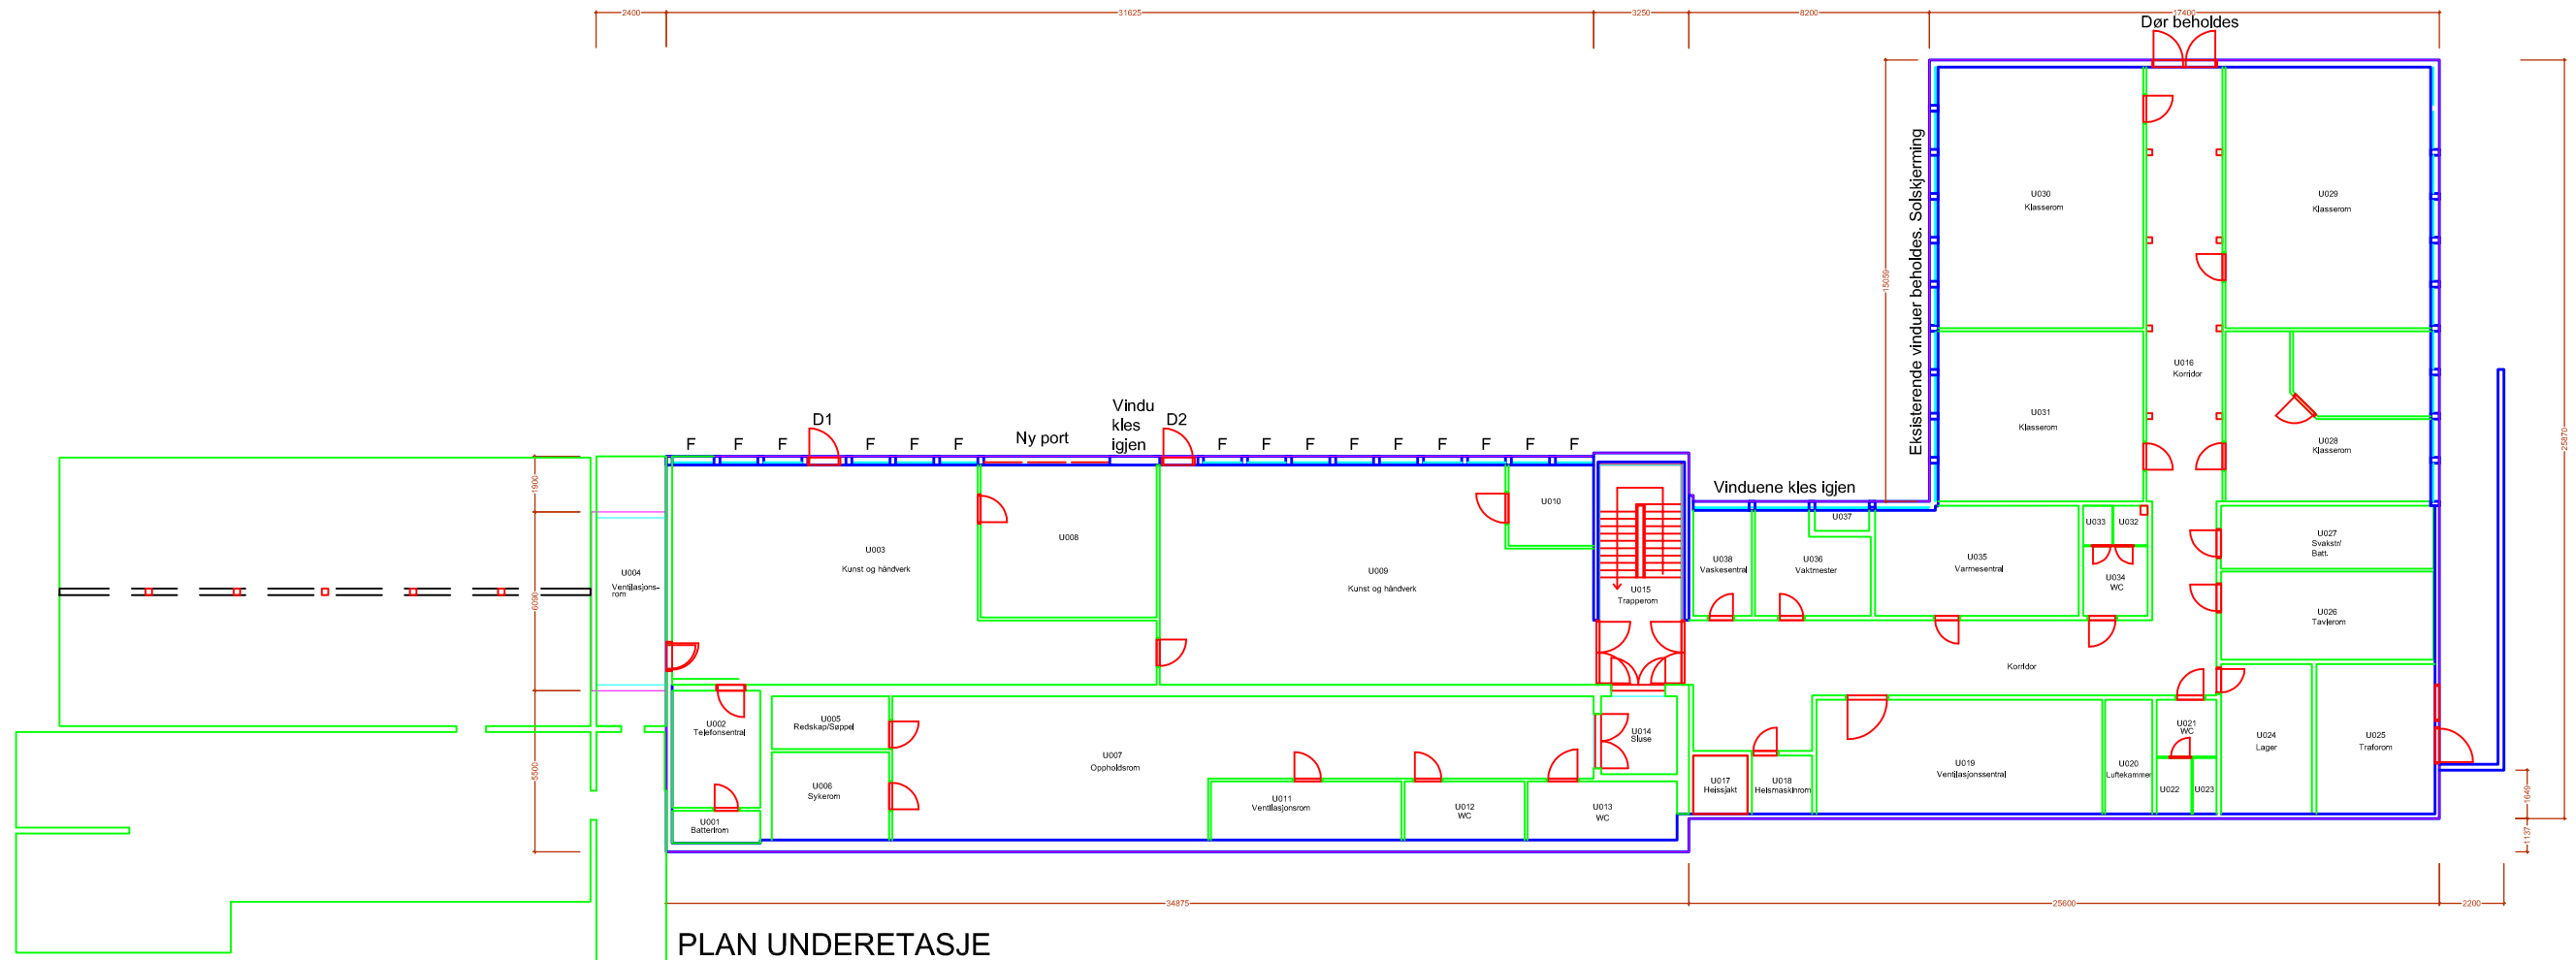 2400
31625
3250
8200
17400
Dør beholdes
15059
Eksisterende vinduer beholdes. Solskjerming
25870
U030
Klasserom
U029
Klasserom
U016
Korridor
U031
Klasserom
U028
Klasserom
D1
Vindu
kles
igjen
D2
F
F
F
F
F
F
Ny port
F
F
F
F
F
F
F
F
F
Vinduene kles igjen
1900
6090
5500
U004
Ventilasjons-
rom
U003
Kunst og håndverk
U008
U009
Kunst og håndverk
U010
U015
Trapperom
U038
Vaskesentral
U037
U036
Vaktmester
U035
Varmesentral
U033
U032
U034
WC
U027
Svakstr/
Batt.
U026
Tavlerom
Korridor
U002
Telefonsentral
U005
Redskap/Søppel
U006
Sykerom
U001
Batterirom
U007
Oppholdsrom
U011
Ventilasjonsrom
U012
WC
U013
WC
U014
Sluse
U017
Heissjakt
U018
Heismaskinrom
U019
Ventilasjonssentral
U020
Luftekammer
U021
WC
U022
U023
U024
Lager
U025
Traforom
1649
1137
34875
25600
2200
PLAN UNDERETASJE